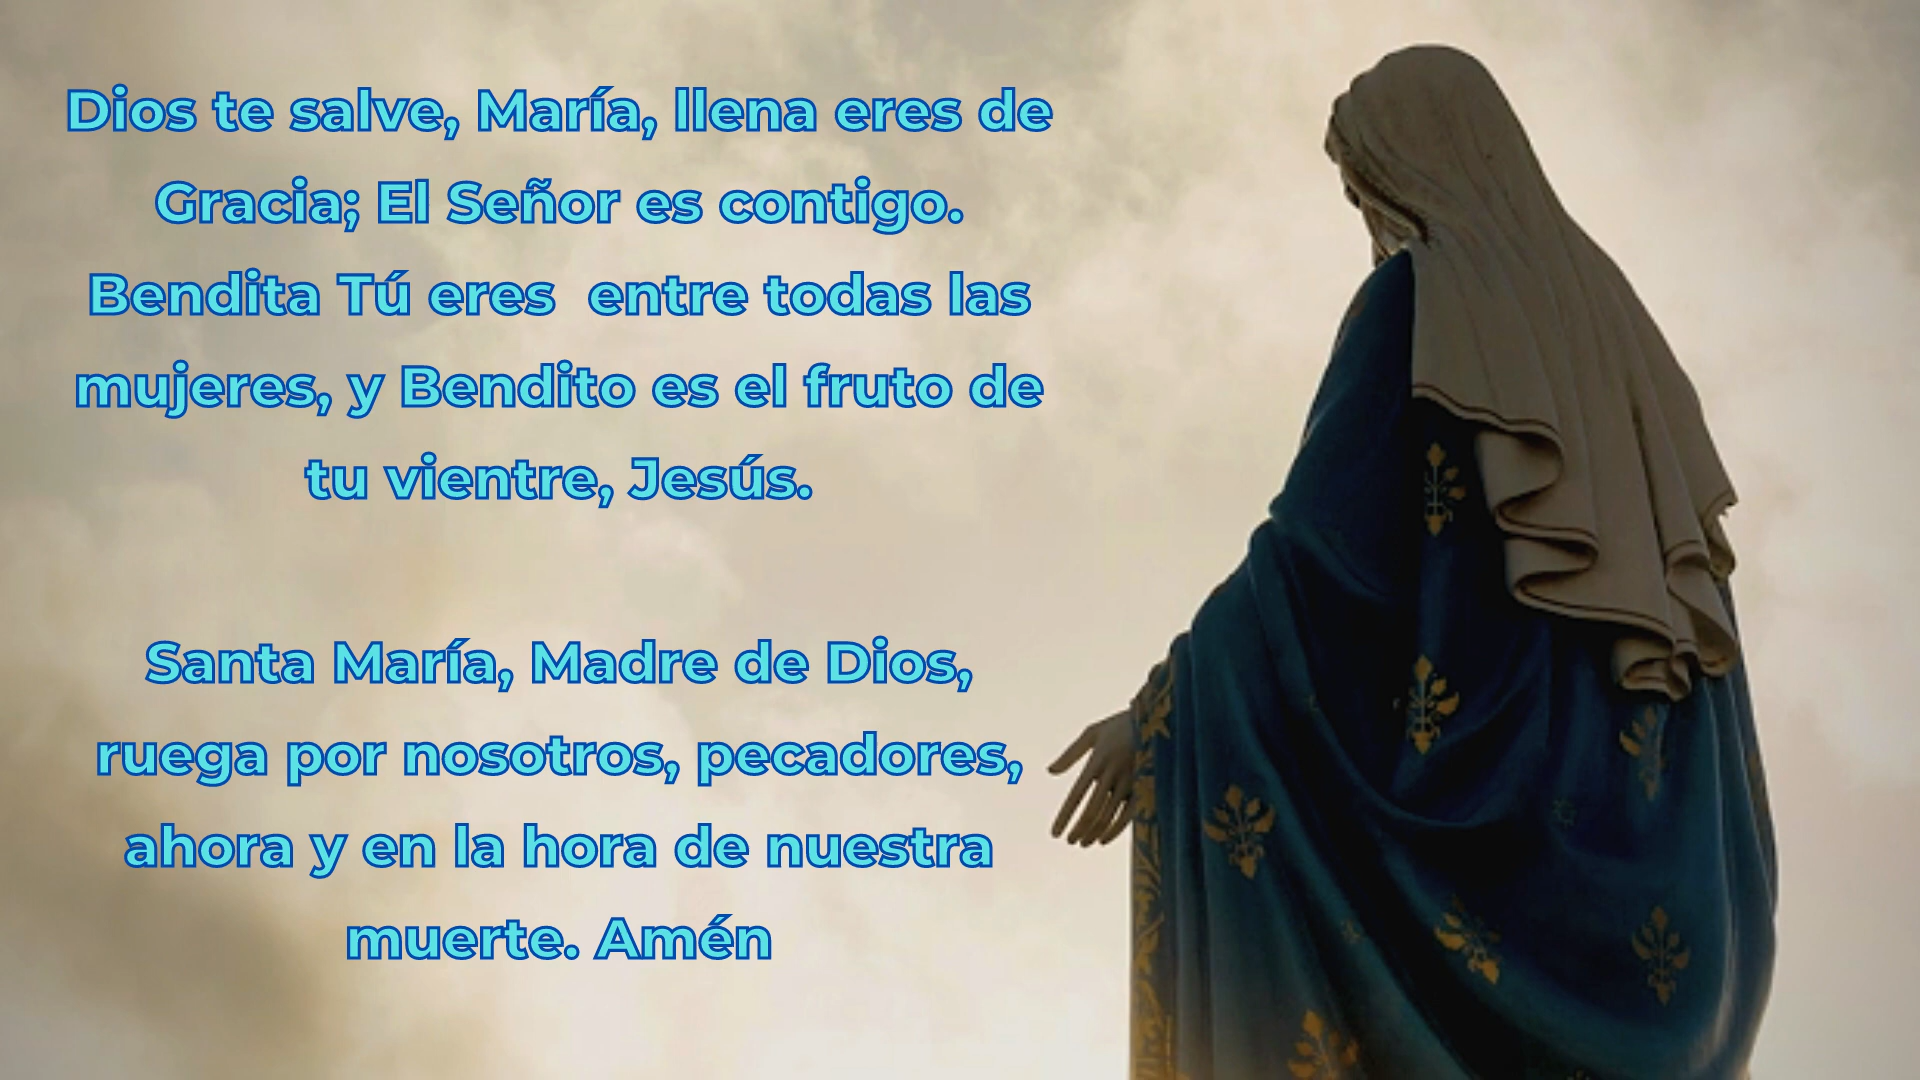 Dios te salve, María, llena eres de
Gracia; El Señor es contigo.
Bendita Tú eres  entre todas las
mujeres, y Bendito es el fruto de
tu vientre, Jesús.
Santa María, Madre de Dios,
ruega por nosotros, pecadores,
ahora y en la hora de nuestra
muerte. Amén